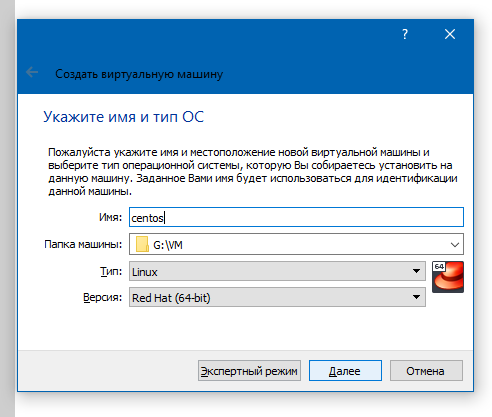 ?
Создать виртуальную машину
Укажите имя и тип ОС
Пожалуйста укажите имя и местоположение новой виртуальной машины и
выберите тип операционной системы, которую Вы собираетесь установить на
данную машину. Заданное Вами имя будет использоваться для идентификации
данной машины.
Имя: centos
Папка машины: G:\VM
Тип: Linux
64
Версия: Red Hat (64-bit)
Экспертный режим Далее Отмена